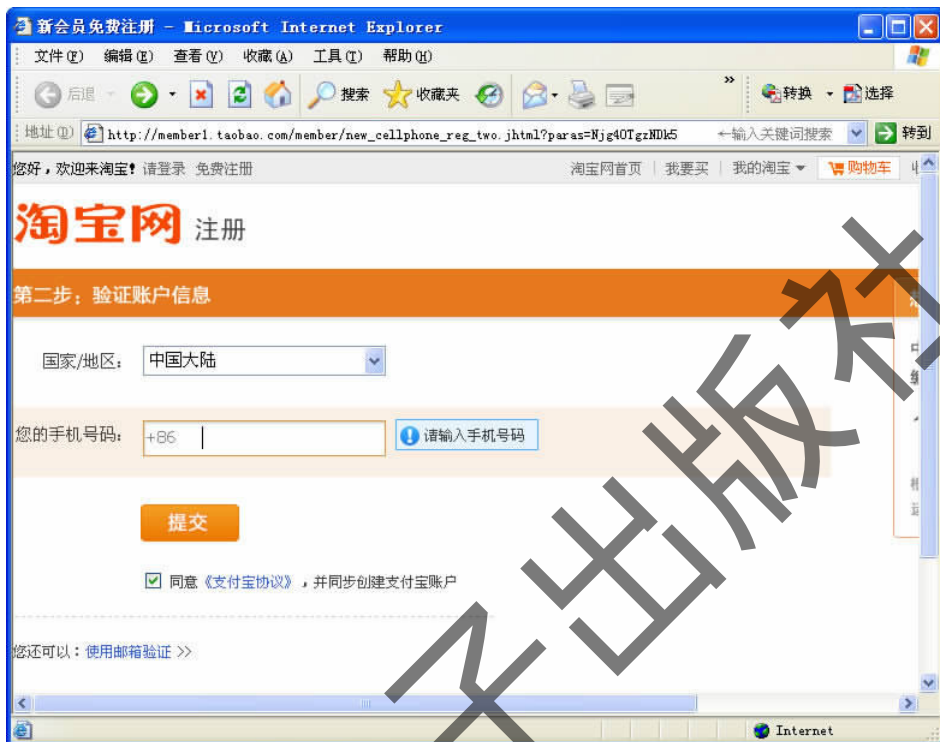 新会员免费注册 - Microsoft Internet Explorer
文件(F) 编辑(E) 查看(V) 收藏(A) 工具(T) 帮助(H)
后退 搜索 收藏夹 » 转换 选择
地址(D) http://member1.taobao.com/member/new_cellphone_reg_two.jhtml?paras=Njg4OTgzNDk5 ←输入关键词搜索 转到
您好，欢迎来淘宝！ 请登录 免费注册 淘宝网首页 | 我要买 | 我的淘宝 购物车
淘宝网 注册
第二步：验证账户信息
国家/地区： 中国大陆
您的手机号码： +86 请输入手机号码
提交
同意《支付宝协议》，并同步创建支付宝账户
您还可以：使用邮箱验证 >>
Internet
子出版社